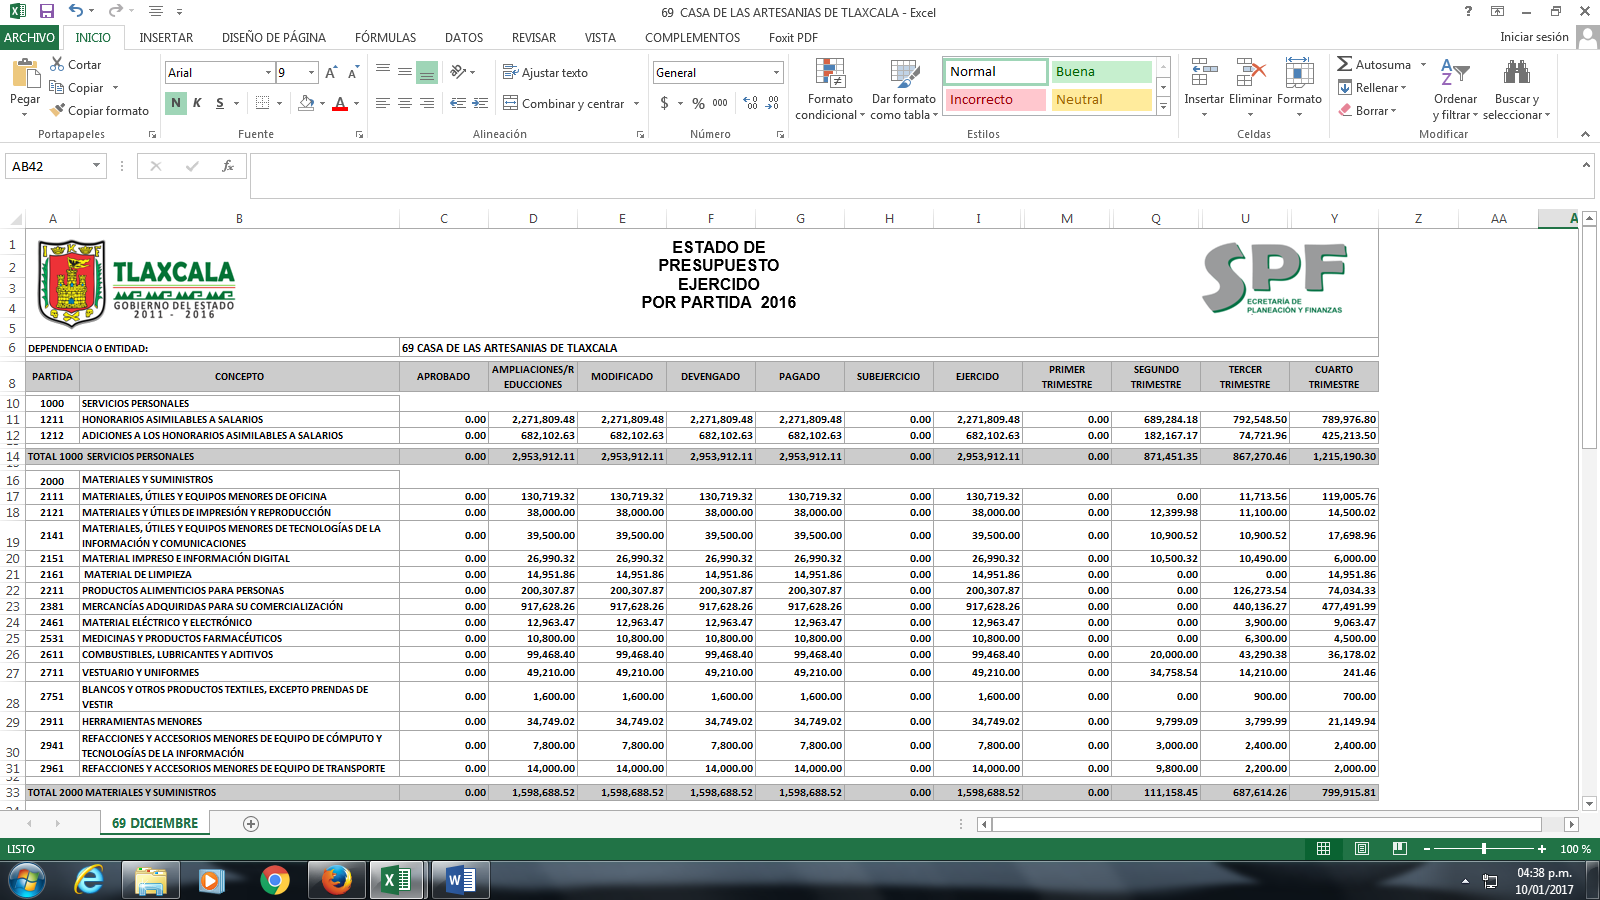 69 CASA DE LAS ARTESANIAS DE TLAXCALA - Excel
ARCHIVO INICIO INSERTAR DISEÑO DE PÁGINA FÓRMULAS DATOS REVISAR VISTA COMPLEMENTOS Foxit PDF Iniciar sesión
Pegar
Cortar
Copiar
Copiar formato
Portapapeles
Arial 9
N K S
Fuente
Ajustar texto
Combinar y centrar
Alineación
General
$ % 000
Número
Formato condicional
Dar formato como tabla
Normal Buena
Incorrecto Neutral
Estilos
Insertar Eliminar Formato
Celdas
Autosuma
Rellenar
Borrar
Ordenar y filtrar
Buscar y seleccionar
Modificar
AB42
A B C D E F G H I M Q U Y Z AA A
TLAXCALA
GOBIERNO DEL ESTADO
2011 - 2016
ESTADO DE
PRESUPUESTO
EJERCIDO
POR PARTIDA 2016
SPF
ECRETARÍA DE
PLANEACIÓN Y FINANZAS
1
2
3
4
5
6 DEPENDENCIA O ENTIDAD: 69 CASA DE LAS ARTESANIAS DE TLAXCALA
8 PARTIDA CONCEPTO APROBADO AMPLIACIONES/REDUCCIONES MODIFICADO DEVENGADO PAGADO SUBEJERCICIO EJERCIDO PRIMER TRIMESTRE SEGUNDO TRIMESTRE TERCER TRIMESTRE CUARTO TRIMESTRE
10 1000 SERVICIOS PERSONALES
11 1211 HONORARIOS ASIMILABLES A SALARIOS 0.00 2,271,809.48 2,271,809.48 2,271,809.48 2,271,809.48 0.00 2,271,809.48 0.00 689,284.18 792,548.50 789,976.80
12 1212 ADICIONES A LOS HONORARIOS ASIMILABLES A SALARIOS 0.00 682,102.63 682,102.63 682,102.63 682,102.63 0.00 682,102.63 0.00 182,167.17 74,721.96 425,213.50
14 TOTAL 1000 SERVICIOS PERSONALES 0.00 2,953,912.11 2,953,912.11 2,953,912.11 2,953,912.11 0.00 2,953,912.11 0.00 871,451.35 867,270.46 1,215,190.30
16 2000 MATERIALES Y SUMINISTROS
17 2111 MATERIALES, ÚTILES Y EQUIPOS MENORES DE OFICINA 0.00 130,719.32 130,719.32 130,719.32 130,719.32 0.00 130,719.32 0.00 0.00 11,713.56 119,005.76
18 2121 MATERIALES Y ÚTILES DE IMPRESIÓN Y REPRODUCCIÓN 0.00 38,000.00 38,000.00 38,000.00 38,000.00 0.00 38,000.00 0.00 12,399.98 11,100.00 14,500.02
19 2141 MATERIALES, ÚTILES Y EQUIPOS MENORES DE TECNOLOGÍAS DE LA INFORMACIÓN Y COMUNICACIONES 0.00 39,500.00 39,500.00 39,500.00 39,500.00 0.00 39,500.00 0.00 10,900.52 10,900.52 17,698.96
20 2151 MATERIAL IMPRESO E INFORMACIÓN DIGITAL 0.00 26,990.32 26,990.32 26,990.32 26,990.32 0.00 26,990.32 0.00 10,500.32 10,490.00 6,000.00
21 2161 MATERIAL DE LIMPIEZA 0.00 14,951.86 14,951.86 14,951.86 14,951.86 0.00 14,951.86 0.00 0.00 0.00 14,951.86
22 2211 PRODUCTOS ALIMENTICIOS PARA PERSONAS 0.00 200,307.87 200,307.87 200,307.87 200,307.87 0.00 200,307.87 0.00 0.00 126,273.54 74,034.33
23 2381 MERCANCÍAS ADQUIRIDAS PARA SU COMERCIALIZACIÓN 0.00 917,628.26 917,628.26 917,628.26 917,628.26 0.00 917,628.26 0.00 0.00 440,136.27 477,491.99
24 2461 MATERIAL ELÉCTRICO Y ELECTRÓNICO 0.00 12,963.47 12,963.47 12,963.47 12,963.47 0.00 12,963.47 0.00 0.00 3,900.00 9,063.47
25 2531 MEDICINAS Y PRODUCTOS FARMACÉUTICOS 0.00 10,800.00 10,800.00 10,800.00 10,800.00 0.00 10,800.00 0.00 0.00 6,300.00 4,500.00
26 2611 COMBUSTIBLES, LUBRICANTES Y ADITIVOS 0.00 99,468.40 99,468.40 99,468.40 99,468.40 0.00 99,468.40 0.00 20,000.00 43,290.38 36,178.02
27 2711 VESTUARIO Y UNIFORMES 0.00 49,210.00 49,210.00 49,210.00 49,210.00 0.00 49,210.00 0.00 34,758.54 14,210.00 241.46
28 2751 BLANCOS Y OTROS PRODUCTOS TEXTILES, EXCEPTO PRENDAS DE VESTIR 0.00 1,600.00 1,600.00 1,600.00 1,600.00 0.00 1,600.00 0.00 0.00 900.00 700.00
29 2911 HERRAMIENTAS MENORES 0.00 34,749.02 34,749.02 34,749.02 34,749.02 0.00 34,749.02 0.00 9,799.09 3,799.99 21,149.94
30 2941 REFACCIONES Y ACCESORIOS MENORES DE EQUIPO DE CÓMPUTO Y TECNOLOGÍAS DE LA INFORMACIÓN 0.00 7,800.00 7,800.00 7,800.00 7,800.00 0.00 7,800.00 0.00 3,000.00 2,400.00 2,400.00
31 2961 REFACCIONES Y ACCESORIOS MENORES DE EQUIPO DE TRANSPORTE 0.00 14,000.00 14,000.00 14,000.00 14,000.00 0.00 14,000.00 0.00 9,800.00 2,200.00 2,000.00
33 TOTAL 2000 MATERIALES Y SUMINISTROS 0.00 1,598,688.52 1,598,688.52 1,598,688.52 1,598,688.52 0.00 1,598,688.52 0.00 111,158.45 687,614.26 799,915.81
69 DICIEMBRE
LISTO 100 %
04:38 p.m.
10/01/2017